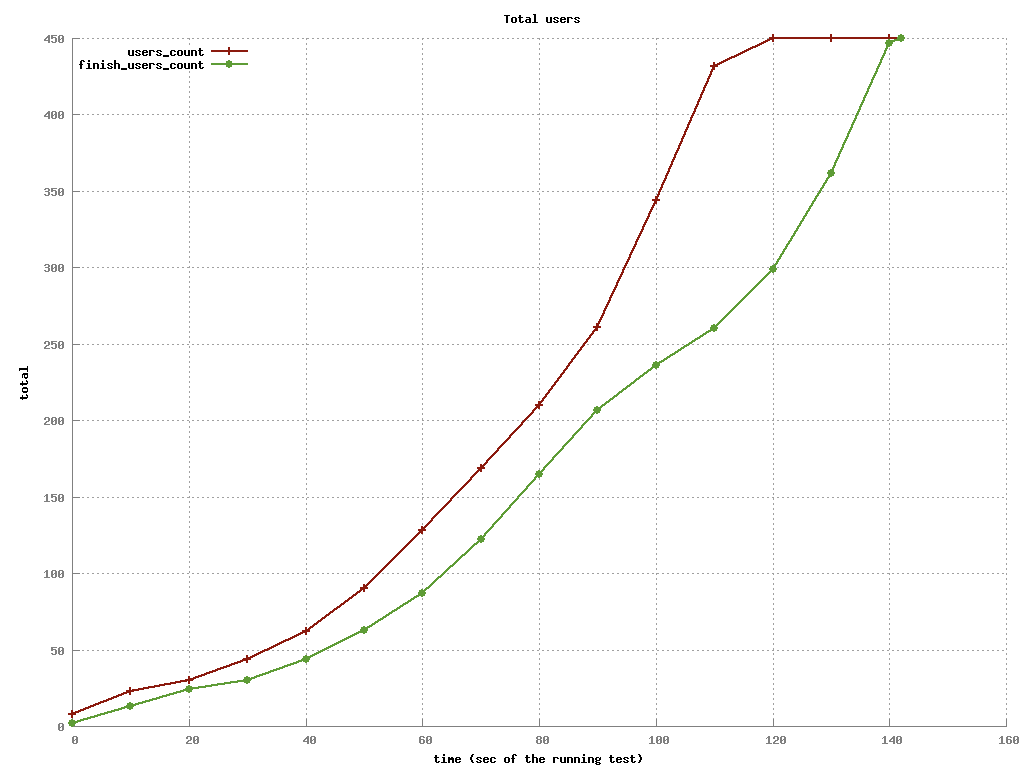 Total users
users_count
finish_users_count
450
400
350
300
250
200
150
100
50
0
total
0 20 40 60 80 100 120 140 160
time (sec of the running test)